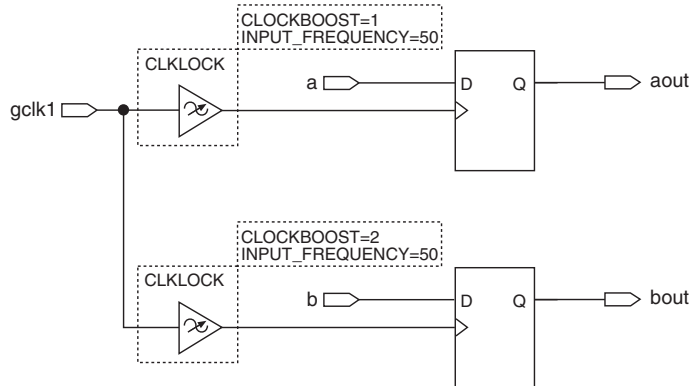 CLOCKBOOST=1
INPUT_FREQUENCY=50
CLKLOCK
a
D
Q
aout
gclk1
CLOCKBOOST=2
INPUT_FREQUENCY=50
CLKLOCK
b
D
Q
bout